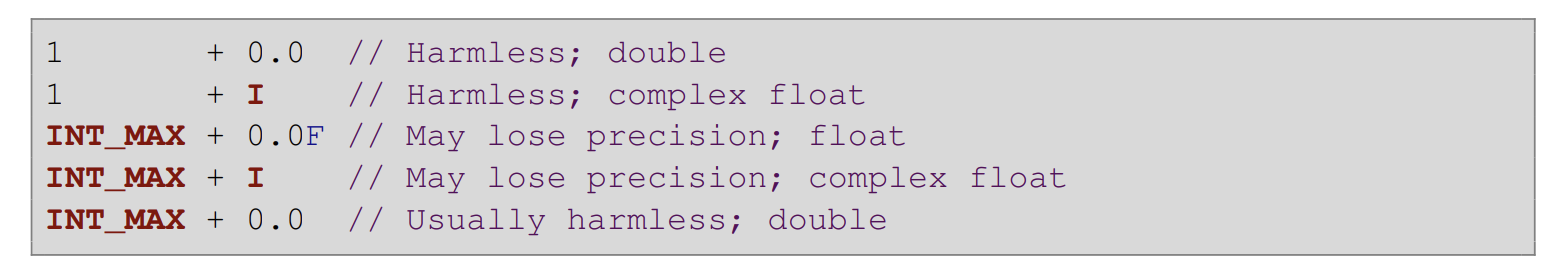 1       + 0.0  // Harmless; double
1       + I    // Harmless; complex float
INT_MAX + 0.0F // May lose precision; float
INT_MAX + I    // May lose precision; complex float
INT_MAX + 0.0  // Usually harmless; double